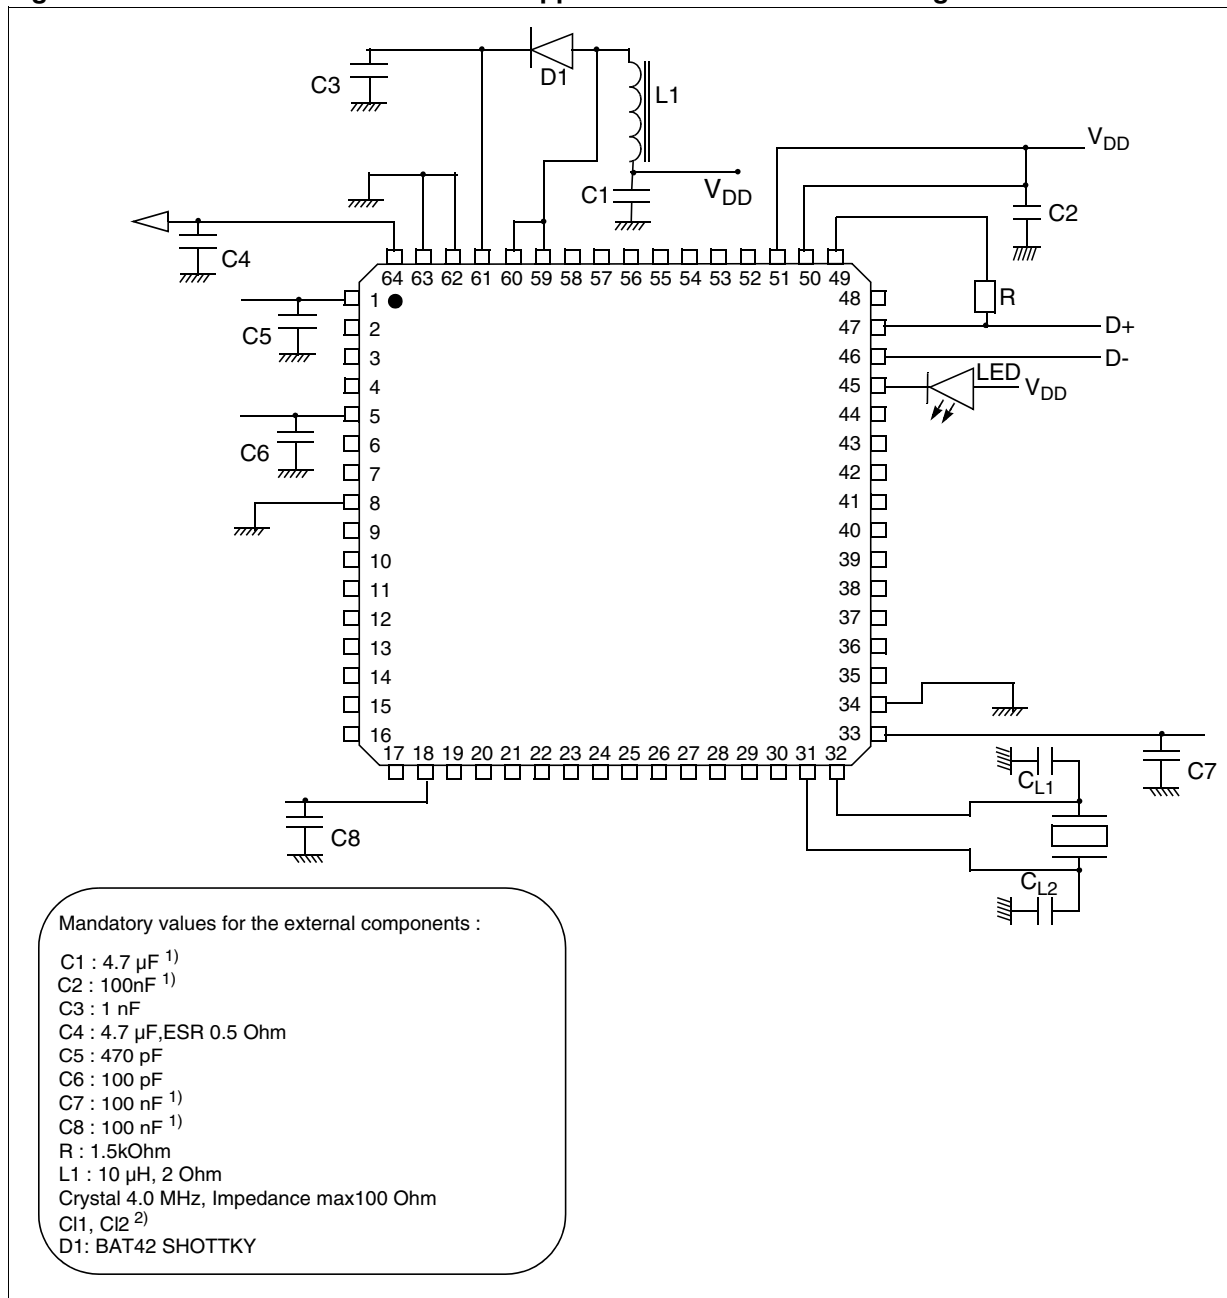 D1
C3
L1
C1
VDD
VDD
C2
C4
64 63 62 61 60 59 58 57 56 55 54 53 52 51 50 49
R
C5
1
2
3
4
5
6
7
8
9
10
11
12
13
14
15
16
C6
48
47
46
45
44
43
42
41
40
39
38
37
36
35
34
33
D+
D-
LED
VDD
17 18 19 20 21 22 23 24 25 26 27 28 29 30 31 32
C8
CL1
C7
CL2
Mandatory values for the external components :
C1 : 4.7 µF 1)
C2 : 100nF 1)
C3 : 1 nF
C4 : 4.7 µF,ESR 0.5 Ohm
C5 : 470 pF
C6 : 100 pF
C7 : 100 nF 1)
C8 : 100 nF 1)
R : 1.5kOhm
L1 : 10 µH, 2 Ohm
Crystal 4.0 MHz, Impedance max100 Ohm
Cl1, Cl2 2)
D1: BAT42 SHOTTKY